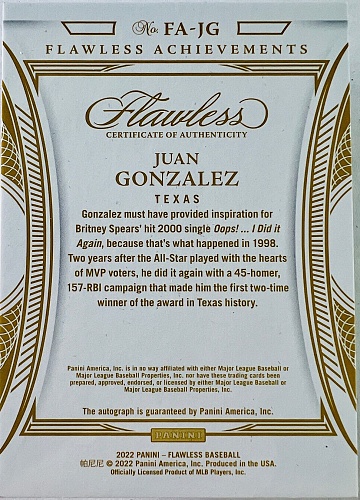 No. FA-JG
FLAWLESS ACHIEVEMENTS
Flawless
CERTIFICATE OF AUTHENTICITY
JUAN
GONZALEZ
TEXAS
Gonzalez must have provided inspiration for
Britney Spears' hit 2000 single Oops! ... I Did it
Again, because that's what happened in 1998.
Two years after the All-Star played with the hearts
of MVP voters, he did it again with a 45-homer,
157-RBI campaign that made him the first two-time
winner of the award in Texas history.
Panini America, Inc. is in no way affiliated with either Major League Baseball or
Major League Baseball Properties, Inc. nor have these trading cards been
prepared, approved, endorsed, or licensed by either Major League Baseball or
Major League Baseball Properties, Inc.
The autograph is guaranteed by Panini America, Inc.
PANINI
2022 PANINI – FLAWLESS BASEBALL
帕尼尼 © 2022 Panini America, Inc. Produced in the USA.
Officially Licensed Product of MLB Players, Inc.